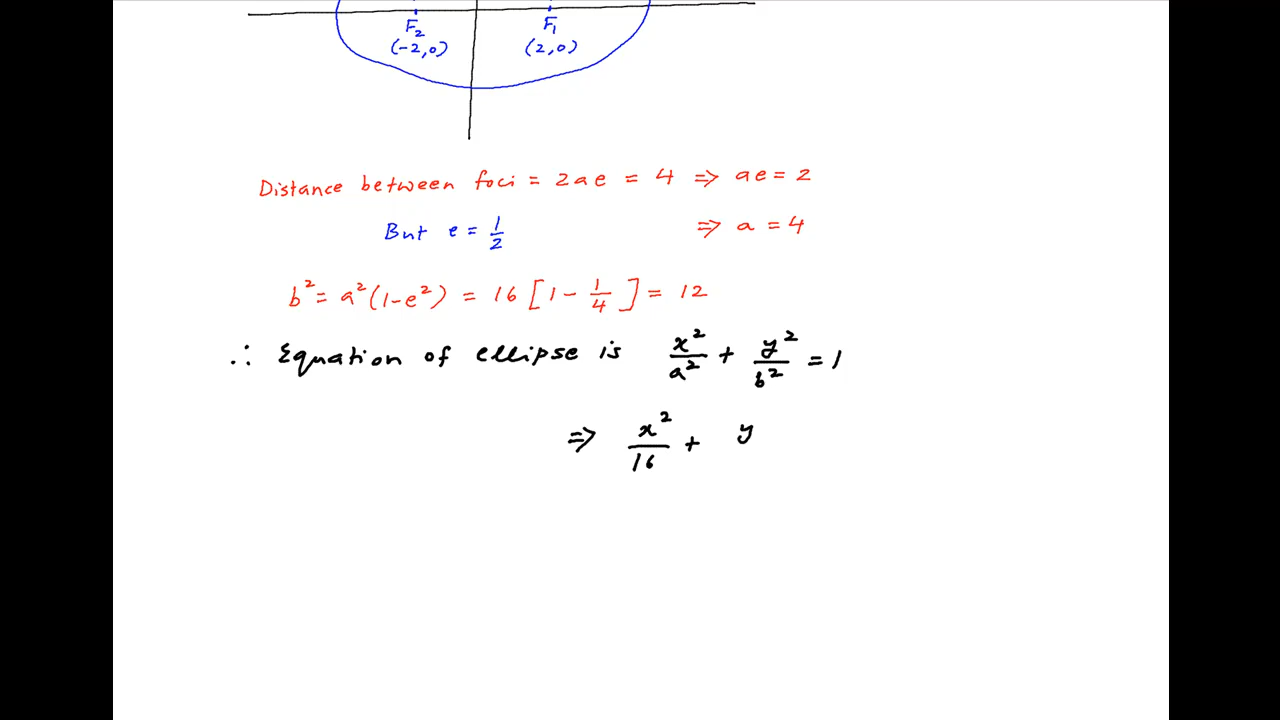 F₂ F₁
(-2,0) (2,0)
Distance between foci = 2ae = 4 ⇒ ae = 2
But e = 1/2 ⇒ a = 4
b² = a²(1-e²) = 16 [1 - 1/4] = 12
∴ Equation of ellipse is x²/a² + y²/b² = 1
⇒ x²/16 + y